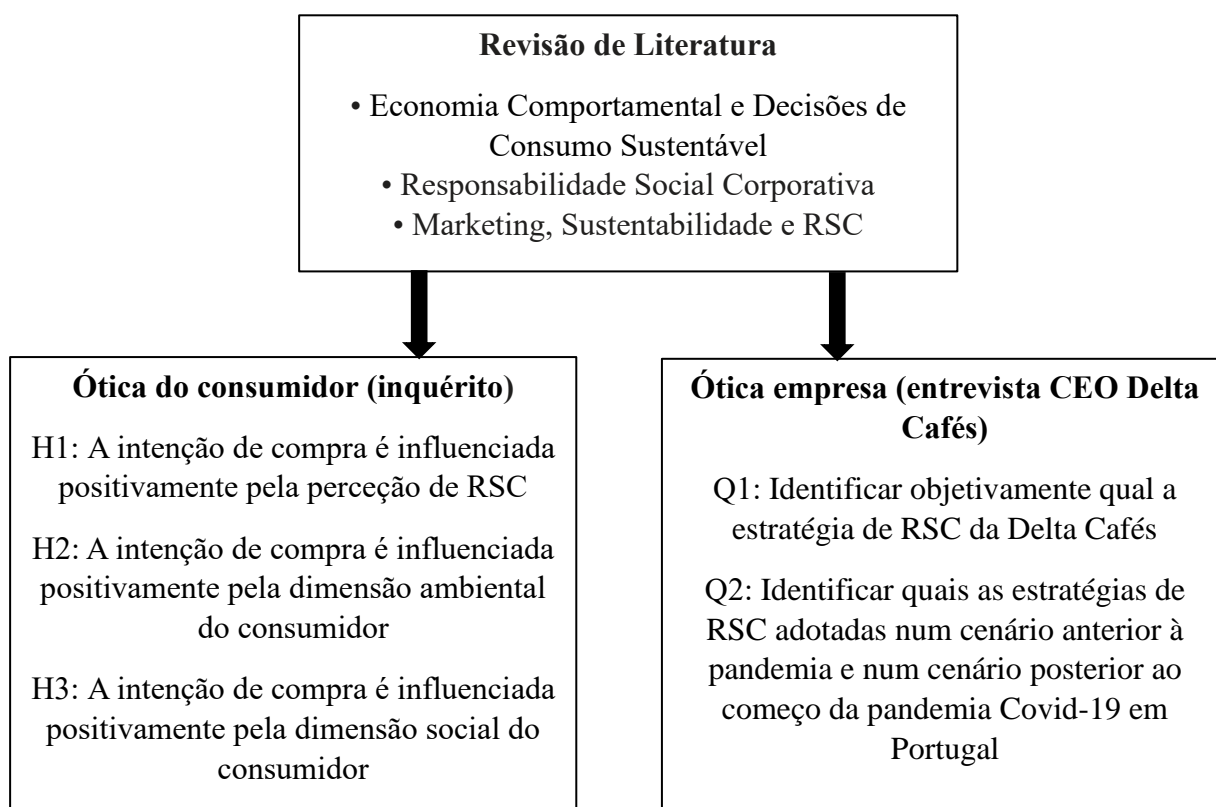 Revisão de Literatura
• Economia Comportamental e Decisões de
Consumo Sustentável
• Responsabilidade Social Corporativa
• Marketing, Sustentabilidade e RSC
Ótica do consumidor (inquérito)
H1: A intenção de compra é influenciada
positivamente pela perceção de RSC
H2: A intenção de compra é influenciada
positivamente pela dimensão ambiental
do consumidor
H3: A intenção de compra é influenciada
positivamente pela dimensão social do
consumidor
Ótica empresa (entrevista CEO Delta
Cafés)
Q1: Identificar objetivamente qual a
estratégia de RSC da Delta Cafés
Q2: Identificar quais as estratégias de
RSC adotadas num cenário anterior à
pandemia e num cenário posterior ao
começo da pandemia Covid-19 em
Portugal